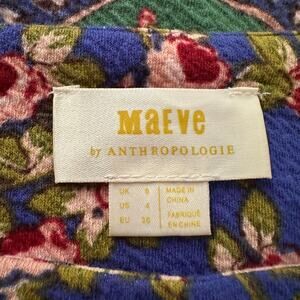 MAEVE
by ANTHROPOLOGIE
UK 8
US 4
EU 36
MADE IN
CHINA
FABRIQUÉ
EN CHINE